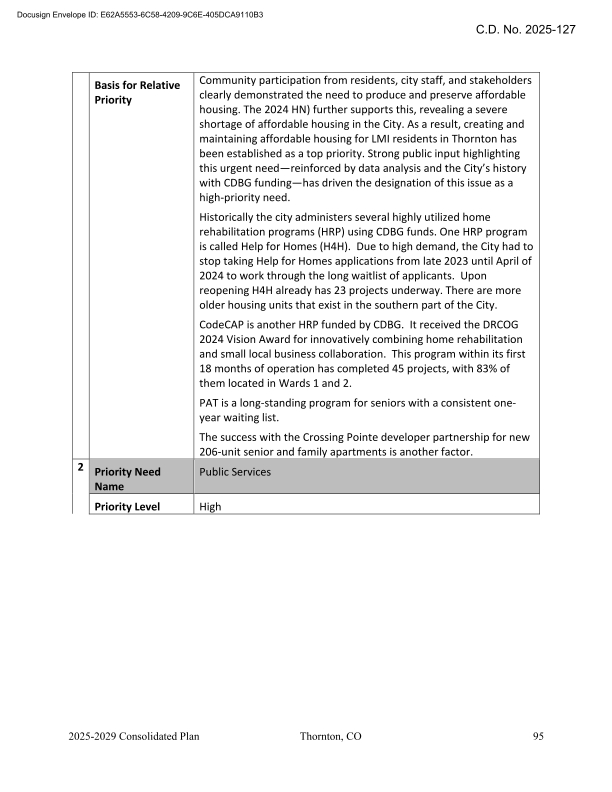 Docusign Envelope ID: E62A5553-6C58-4209-9C6E-405DCA9110B3
C.D. No. 2025-127
Basis for Relative
Priority
Community participation from residents, city staff, and stakeholders
clearly demonstrated the need to produce and preserve affordable
housing. The 2024 HN) further supports this, revealing a severe
shortage of affordable housing in the City. As a result, creating and
maintaining affordable housing for LMI residents in Thornton has
been established as a top priority. Strong public input highlighting
this urgent need—reinforced by data analysis and the City’s history
with CDBG funding—has driven the designation of this issue as a
high-priority need.
Historically the city administers several highly utilized home
rehabilitation programs (HRP) using CDBG funds. One HRP program
is called Help for Homes (H4H).  Due to high demand, the City had to
stop taking Help for Homes applications from late 2023 until April of
2024 to work through the long waitlist of applicants.  Upon
reopening H4H already has 23 projects underway. There are more
older housing units that exist in the southern part of the City.
CodeCAP is another HRP funded by CDBG.  It received the DRCOG
2024 Vision Award for innovatively combining home rehabilitation
and small local business collaboration.  This program within its first
18 months of operation has completed 45 projects, with 83% of
them located in Wards 1 and 2.
PAT is a long-standing program for seniors with a consistent one-
year waiting list.
The success with the Crossing Pointe developer partnership for new
206-unit senior and family apartments is another factor.
2
Priority Need
Name
Public Services
Priority Level
High
2025-2029 Consolidated Plan
Thornton, CO
95